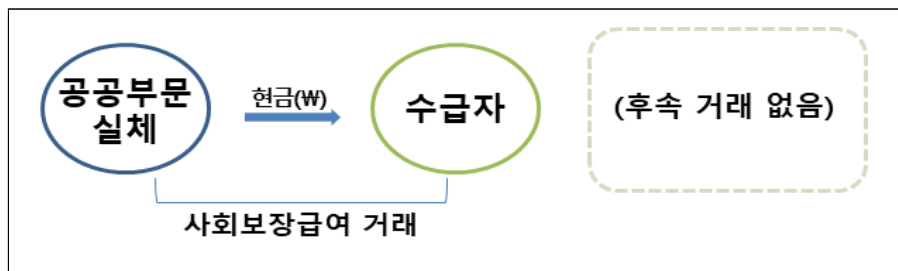 공공부문
실체
현금(₩)
수급자
(후속 거래 없음)
사회보장급여 거래